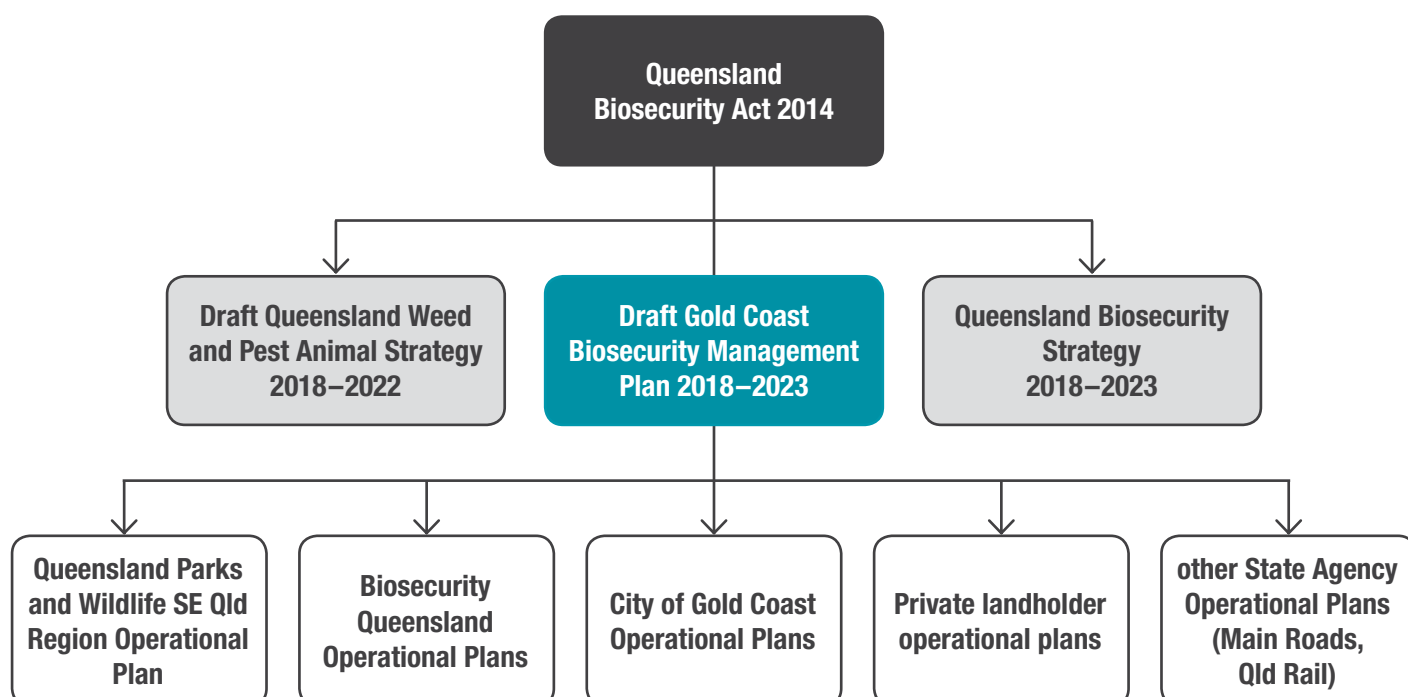 Queensland
Biosecurity Act 2014
Draft Queensland Weed
and Pest Animal Strategy
2018–2022
Draft Gold Coast
Biosecurity Management
Plan 2018–2023
Queensland Biosecurity
Strategy
2018–2023
Queensland Parks
and Wildlife SE Qld
Region Operational
Plan
Biosecurity
Queensland
Operational Plans
City of Gold Coast
Operational Plans
Private landholder
operational plans
other State Agency
Operational Plans
(Main Roads,
Qld Rail)